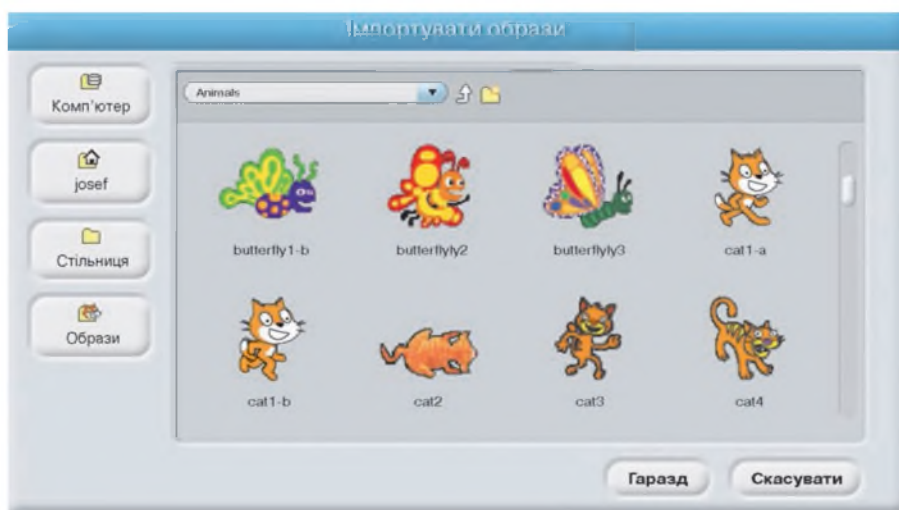 Імпортувати образи
Комп'ютер
josef
Стільниця
Образи
Animals
butterfly1-b
butterflyly2
butterflyly3
cat1-a
cat1-b
cat2
cat3
cat4
Гаразд
Скасувати